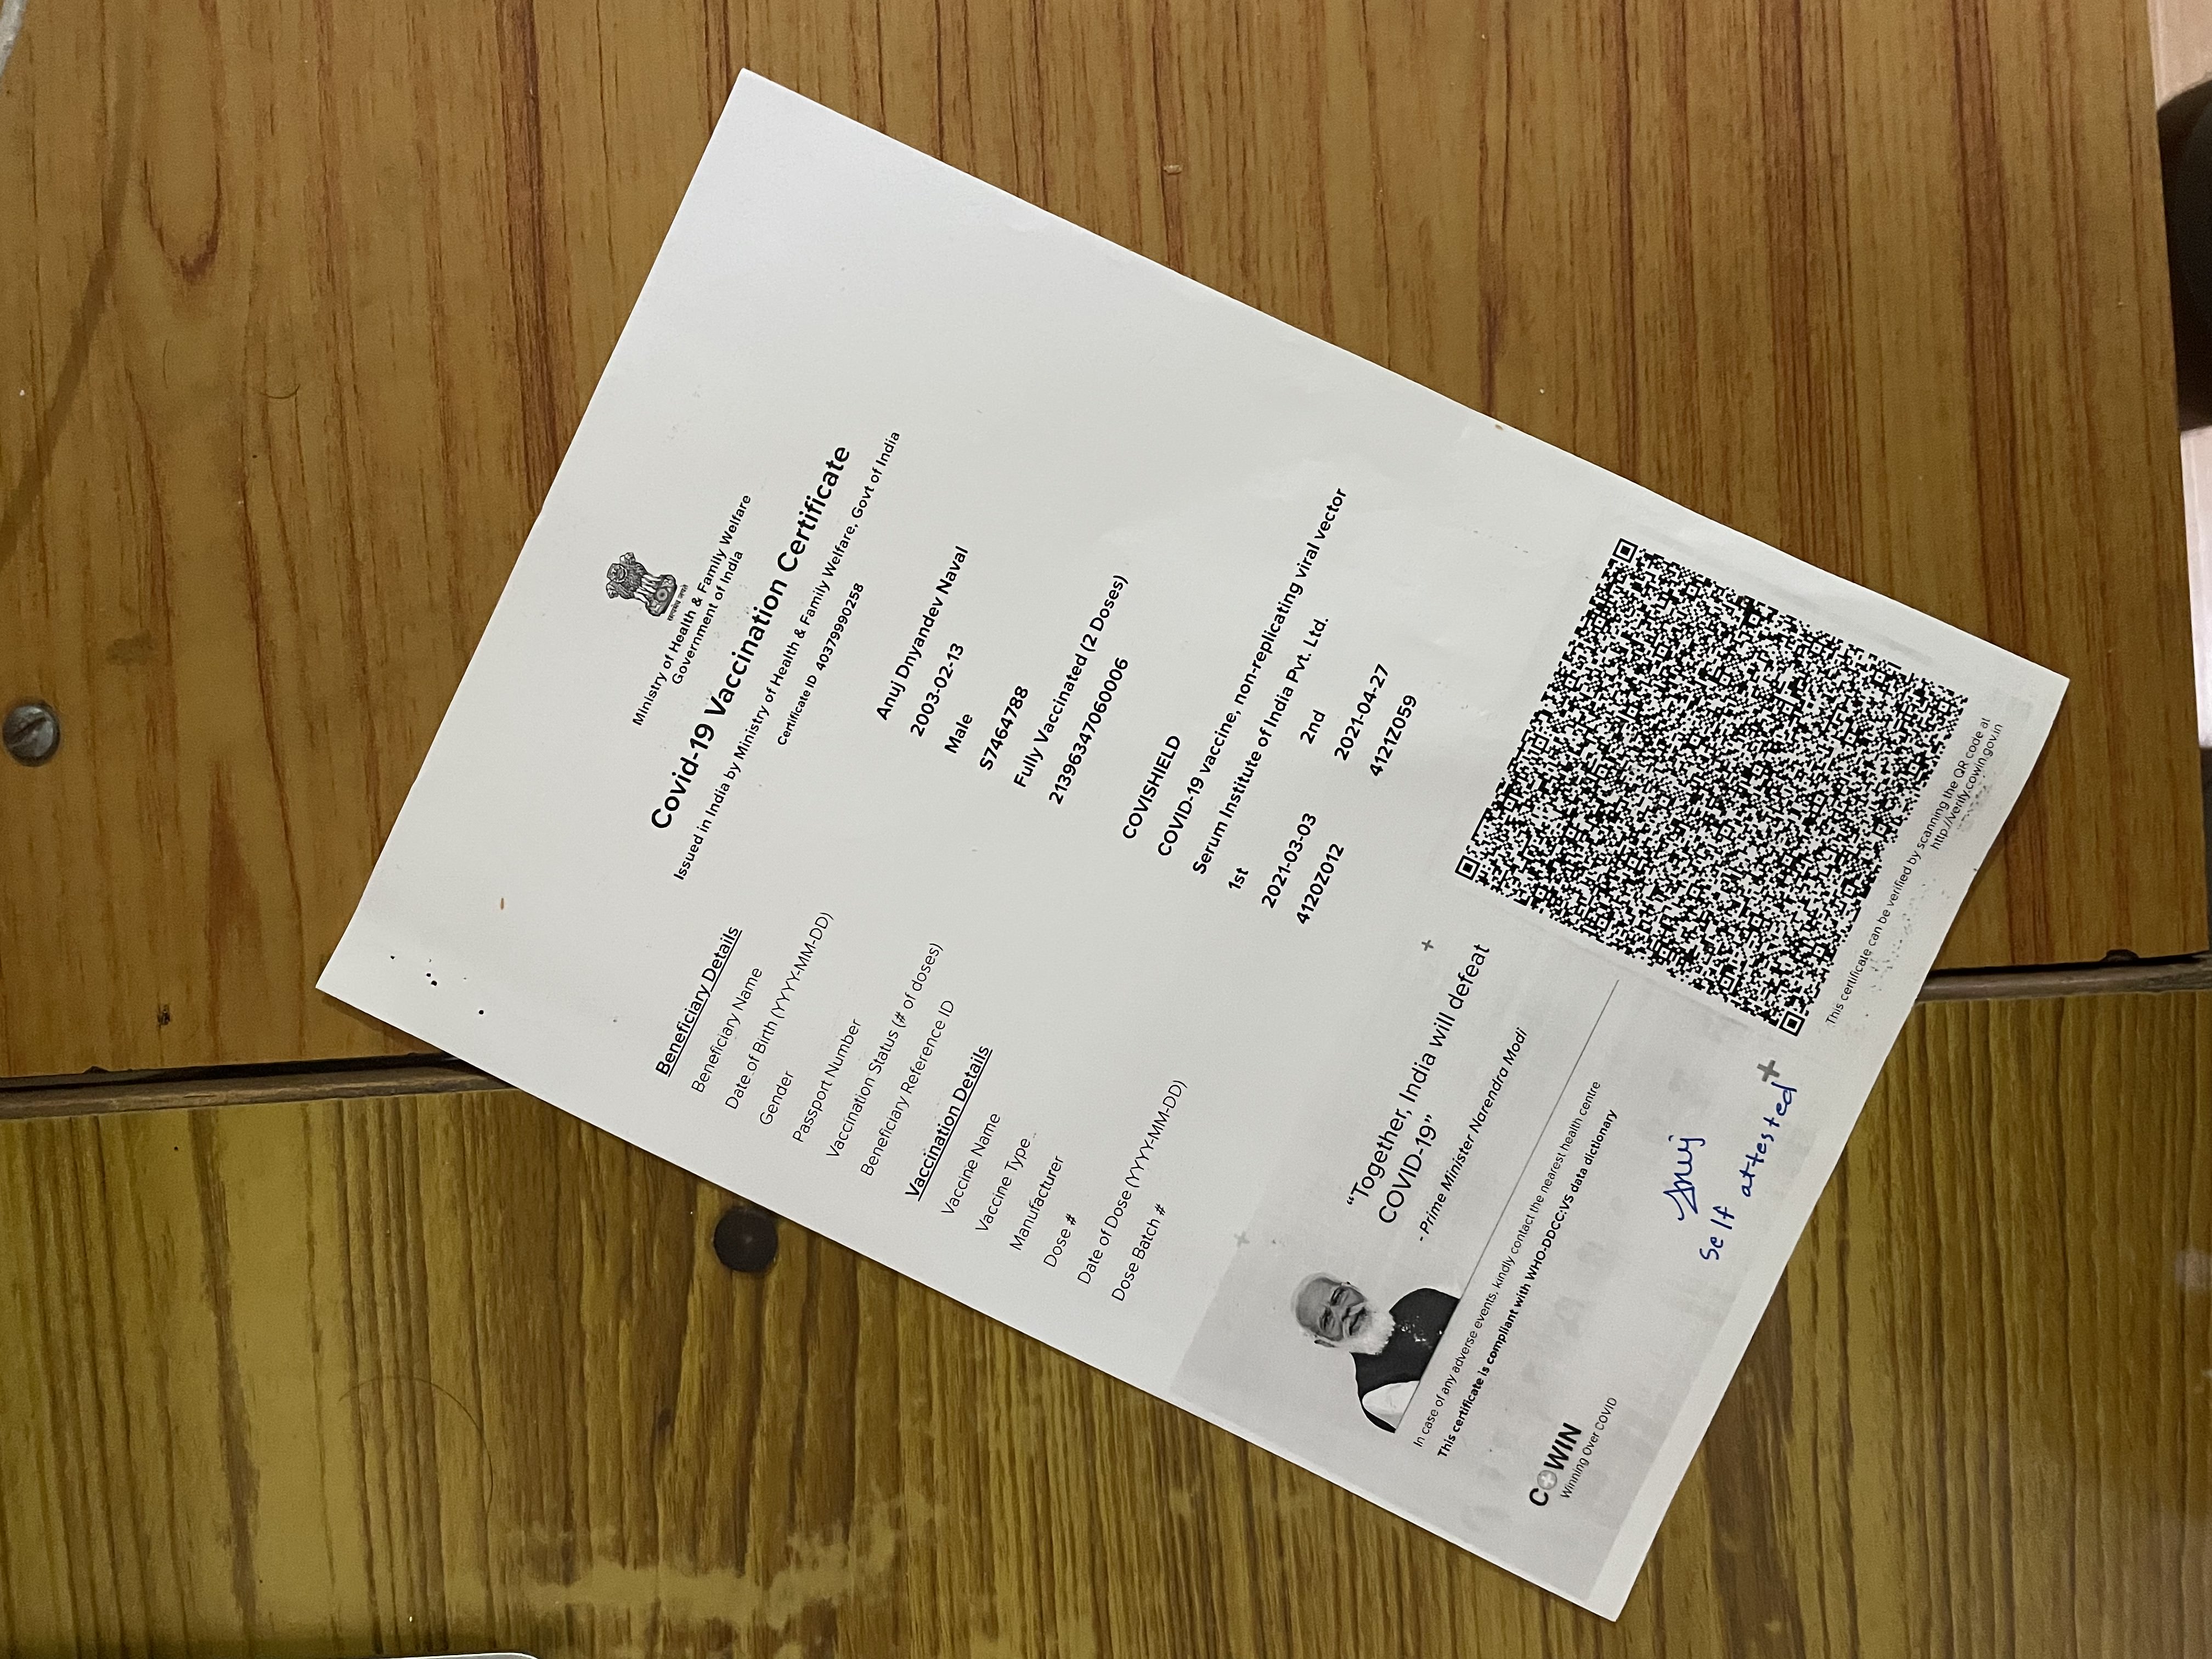 सत्यमेव जयते
Ministry of Health & Family Welfare
Government of India
Covid-19 Vaccination Certificate
Issued in India by Ministry of Health & Family Welfare, Govt of India
Certificate ID 40379990258
Beneficiary Details
Beneficiary Name Anuj Dnyandev Naval
Date of Birth (YYYY-MM-DD) 2003-02-13
Gender Male
Passport Number S7464788
Vaccination Status (# of doses) Fully Vaccinated (2 Doses)
Beneficiary Reference ID 21396347060006
Vaccination Details
Vaccine Name COVISHIELD
Vaccine Type COVID-19 vaccine, non-replicating viral vector
Manufacturer Serum Institute of India Pvt. Ltd.
Dose # 1st 2nd
Date of Dose (YYYY-MM-DD) 2021-03-03 2021-04-27
Dose Batch # 4120Z012 4121Z059
“Together, India will defeat
COVID-19”
- Prime Minister Narendra Modi
In case of any adverse events, kindly contact the nearest health centre
This certificate is compliant with WHO-DDCC:VS data dictionary
COWIN
Winning Over COVID
Anuj
Self
attested
This certificate can be verified by scanning the QR code at
http://verify.cowin.gov.in